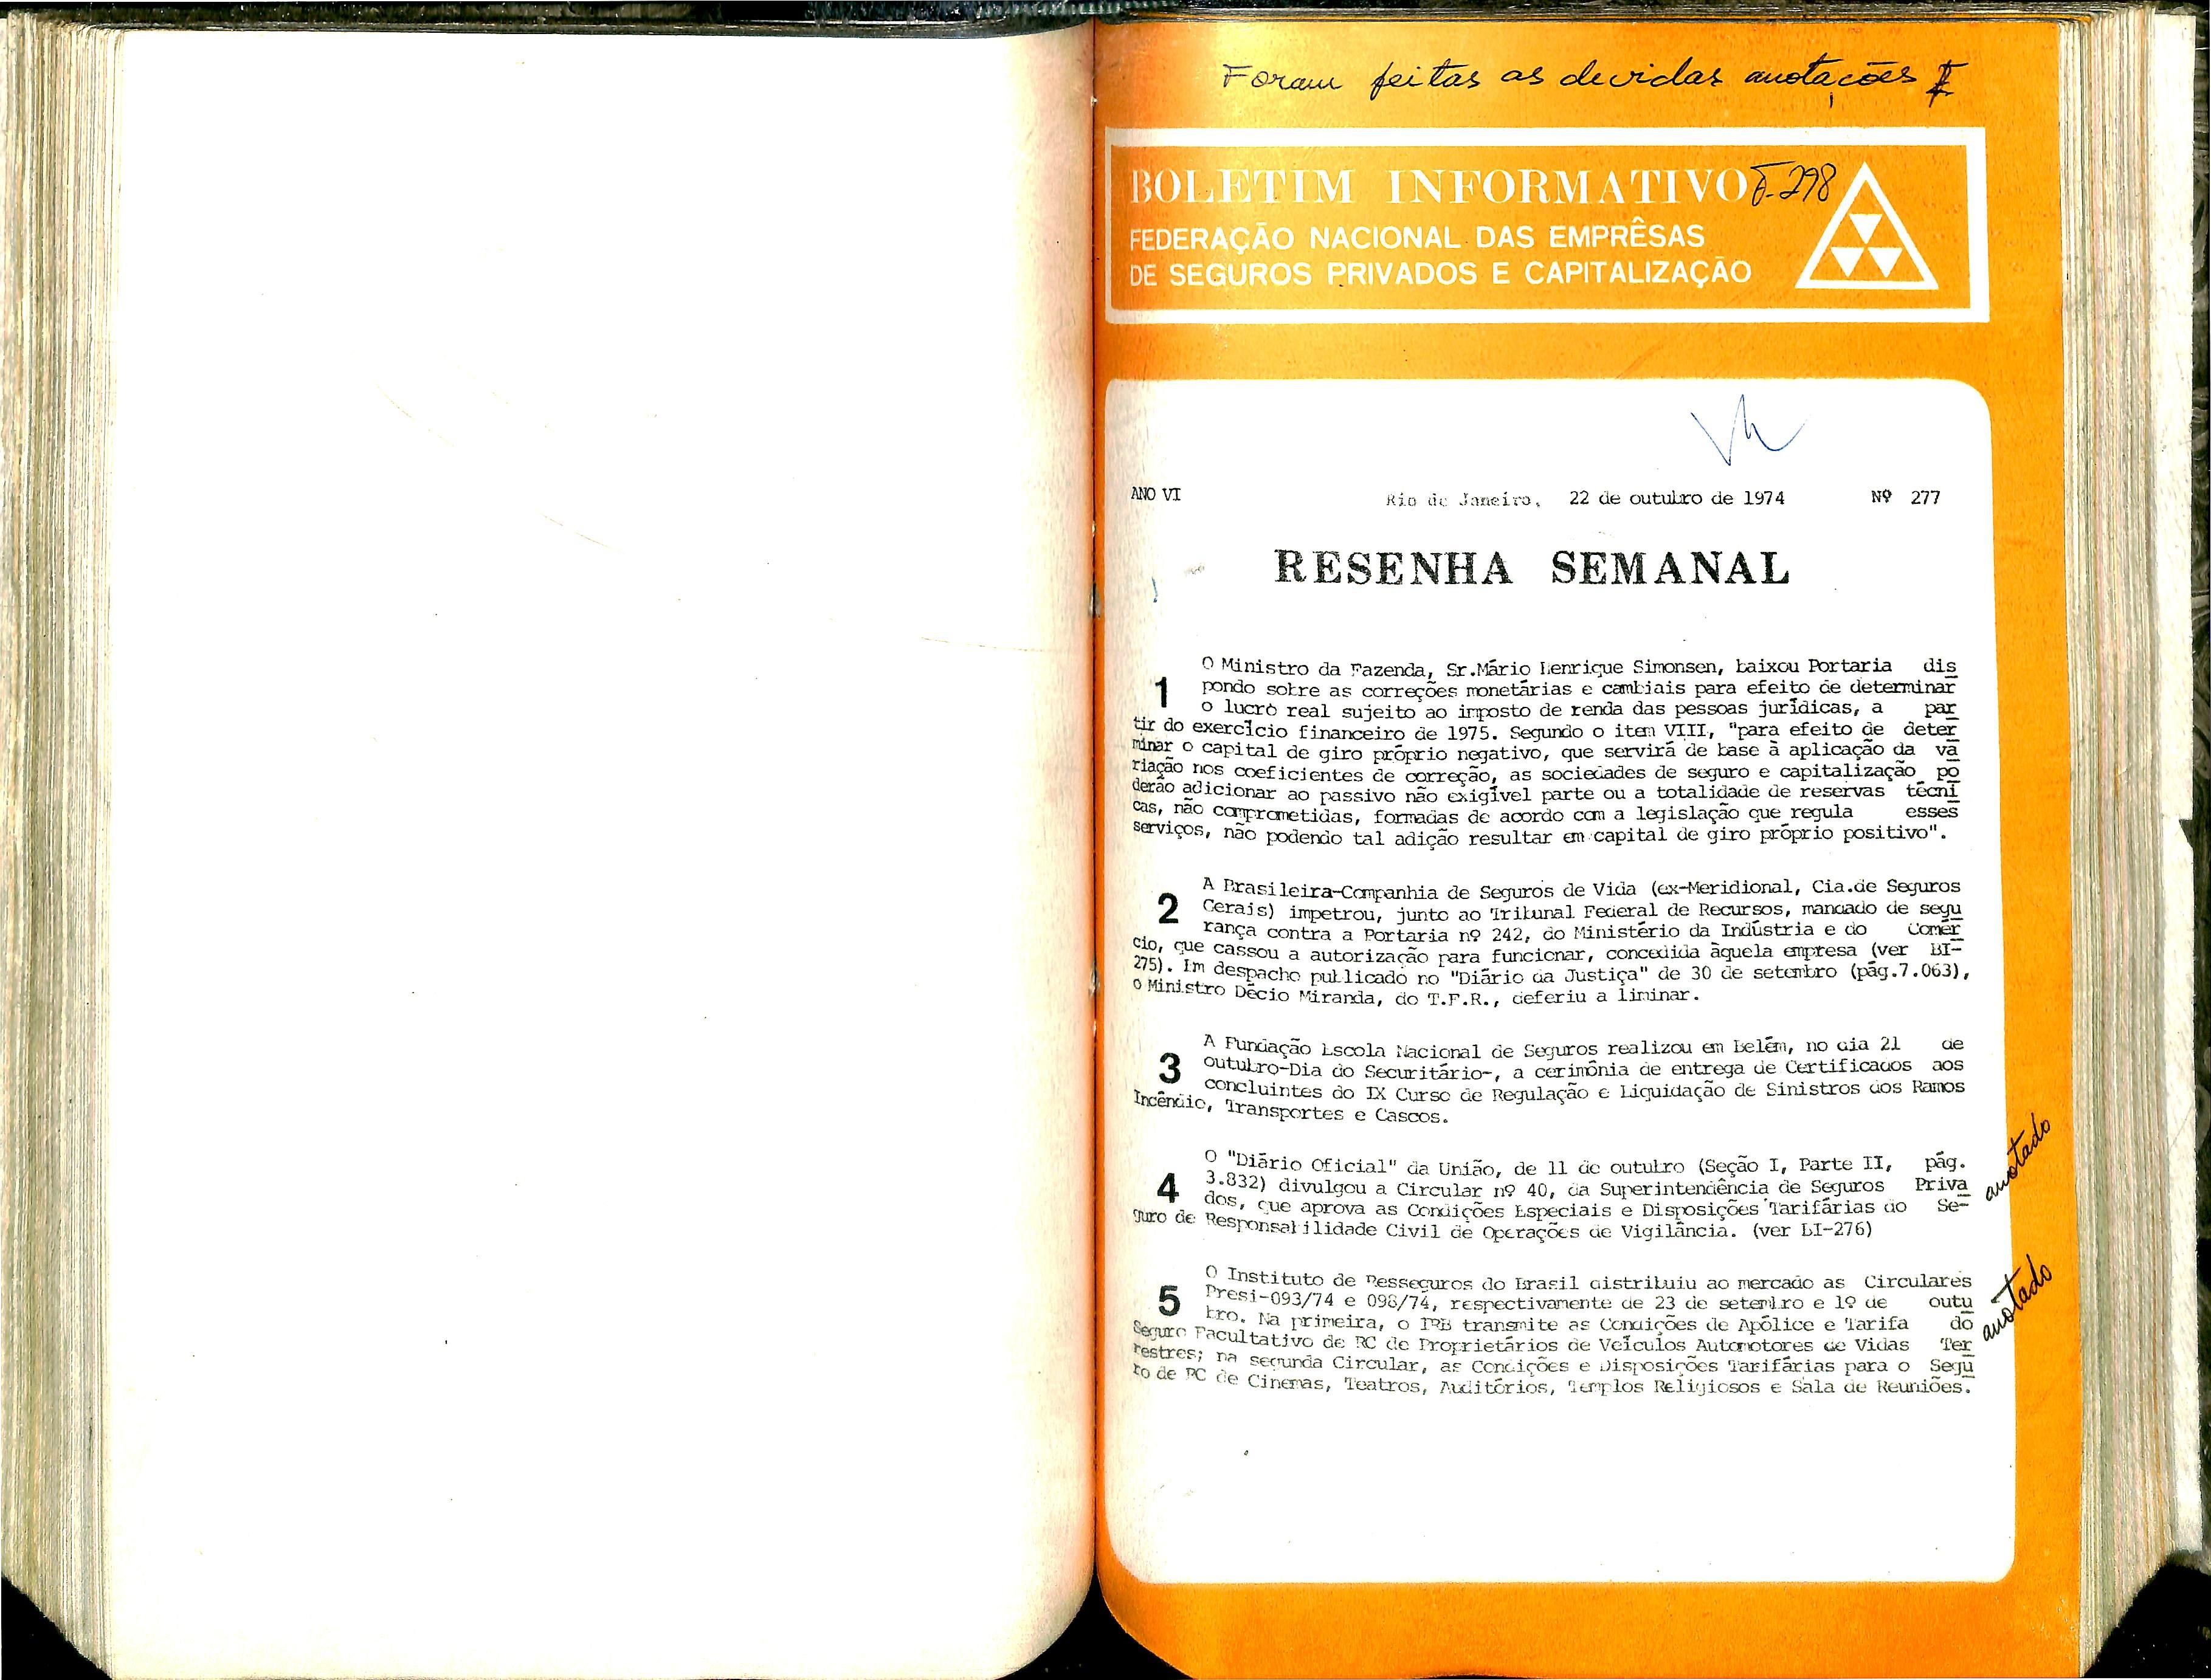 Foram feitas as devidas anotações
BOLETIM INFORMATIVO F.298
FEDERAÇÃO NACIONAL DAS EMPRÊSAS
DE SEGUROS PRIVADOS E CAPITALIZAÇÃO
ANO VI Rio de Janeiro, 22 de outubro de 1974 Nº 277
RESENHA SEMANAL
1
O Ministro da Fazenda, Sr.Mário Henrique Simonsen, baixou Portaria dis
pondo sobre as correções monetárias e cambiais para efeito de determinar
o lucro real sujeito ao imposto de renda das pessoas jurídicas, a par
tir do exercício financeiro de 1975. Segundo o item VIII, "para efeito de deter
minar o capital de giro próprio negativo, que servirá de base à aplicação da va
riação nos coeficientes de correção, as sociedades de seguro e capitalização po
derão adicionar ao passivo não exigível parte ou a totalidade de reservas técni
cas, não comprometidas, formadas de acordo com a legislação que regula esses
serviços, não podendo tal adição resultar em capital de giro próprio positivo".
2
A Brasileira-Companhia de Seguros de Vida (ex-Meridional, Cia.de Seguros
Gerais) impetrou, junto ao Tribunal Federal de Recursos, mandado de segu
rança contra a Portaria nº 242, do Ministério da Indústria e do Comér
cio, que cassou a autorização para funcionar, concedida àquela empresa (ver BI-
275). Em despacho publicado no "Diário da Justiça" de 30 de setembro (pág.7.063),
o Ministro Décio Miranda, do T.F.R., deferiu a liminar.
3
A Fundação Escola Nacional de Seguros realizou em Belém, no dia 21 de
outubro-Dia do Securitário-, a cerimônia de entrega de Certificados aos
concluintes do IX Curso de Regulação e Liquidação de Sinistros dos Ramos
Incêndio, Transportes e Cascos.
4
O "Diário Oficial" da União, de 11 de outubro (Seção I, Parte II, pág.
3.832) divulgou a Circular nº 40, da Superintendência de Seguros Priva
dos, que aprova as Condições Especiais e Disposições Tarifárias do Se-
guro de Responsabilidade Civil de Operações de Vigilância. (ver BI-276)
anotado
5
O Instituto de Resseguros do Brasil distribuiu ao mercado as Circulares
Presi-093/74 e 098/74, respectivamente de 23 de setembro e 1º de outu
bro. Na primeira, o IRB transmite as Condições de Apólice e Tarifa do
Seguro Facultativo de RC de Proprietários de Veículos Automotores de Vidas Ter
restres; na segunda Circular, as Condições e Disposições Tarifárias para o Segu
ro de RC de Cinemas, Teatros, Auditórios, Templos Religiosos e Sala de Reuniões.
anotado